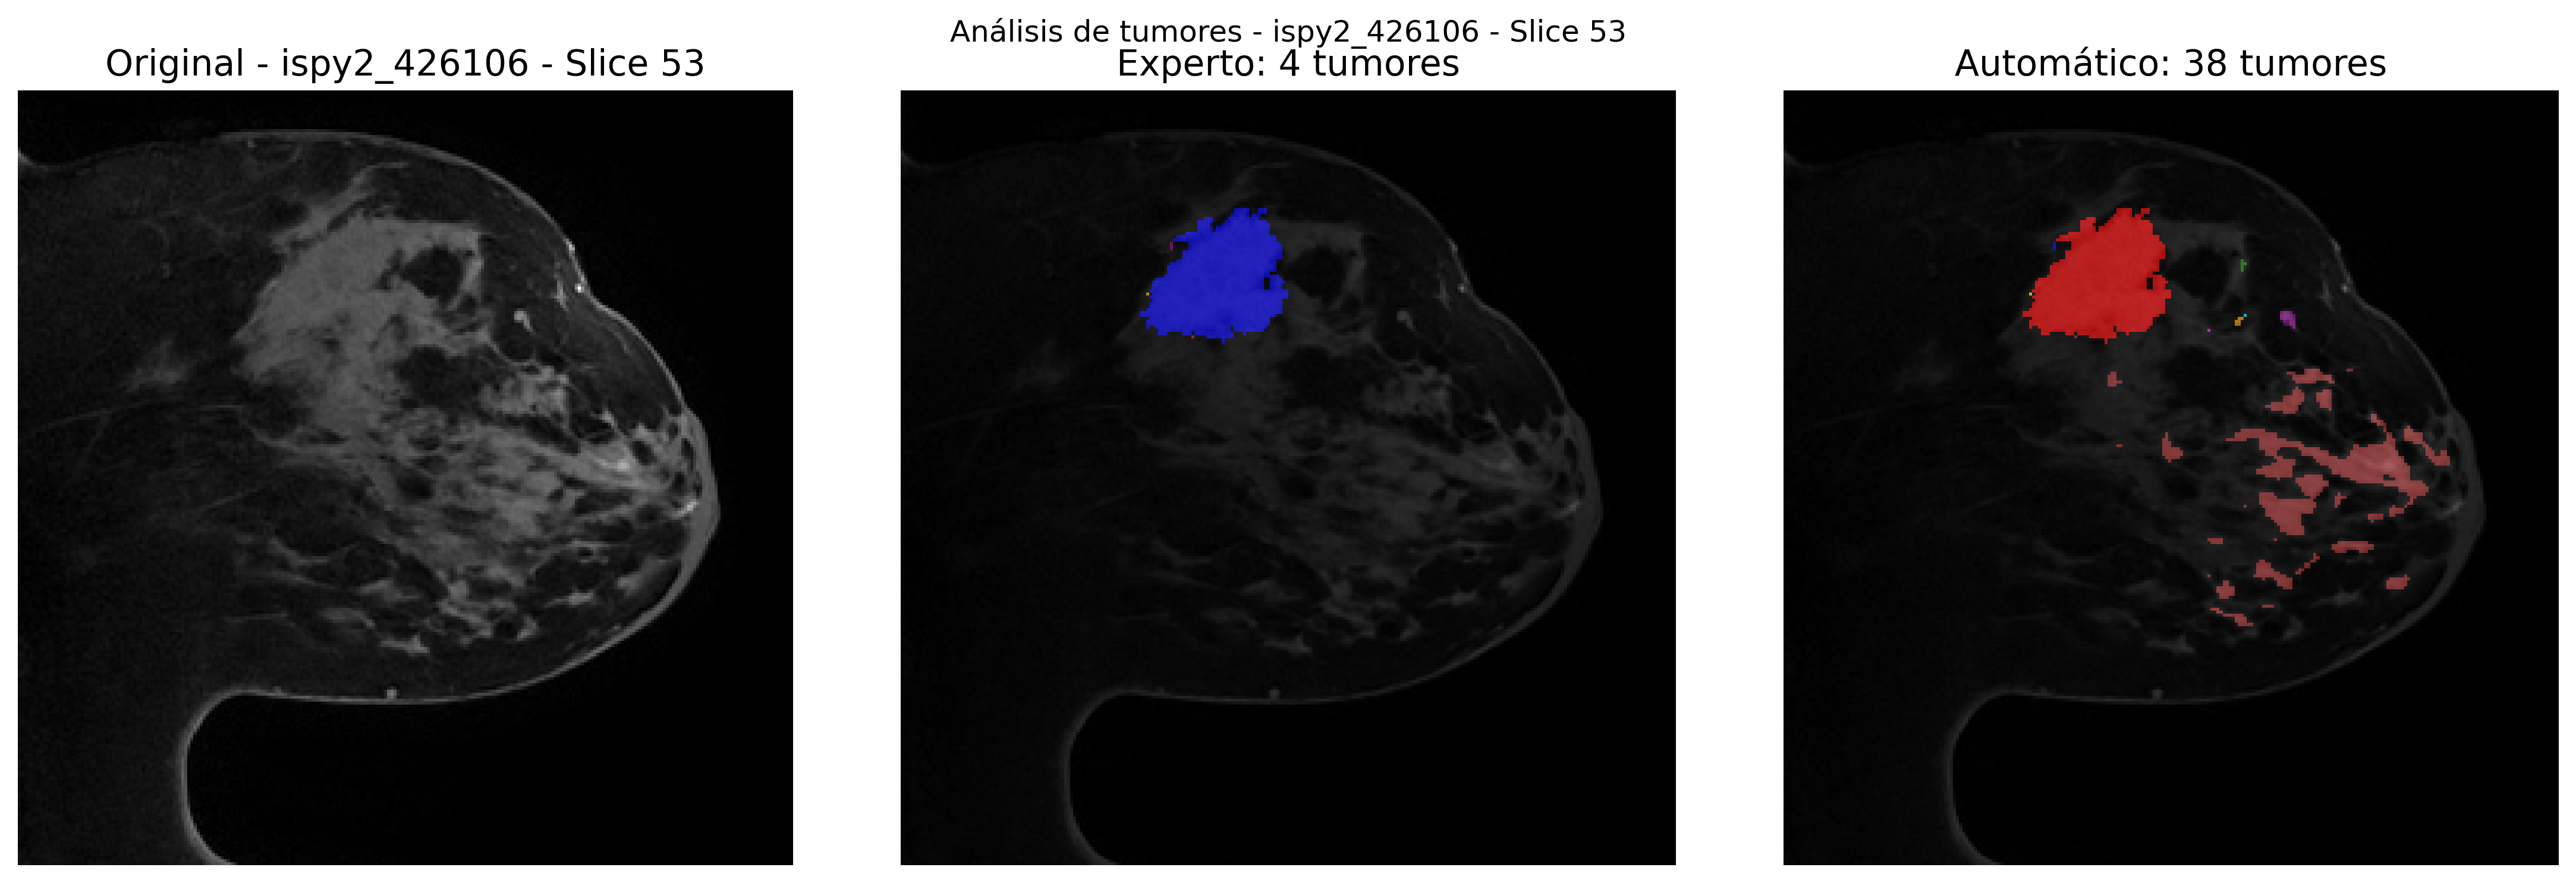 Análisis de tumores - ispy2_426106 - Slice 53
Original - ispy2_426106 - Slice 53
Experto: 4 tumores
Automático: 38 tumores